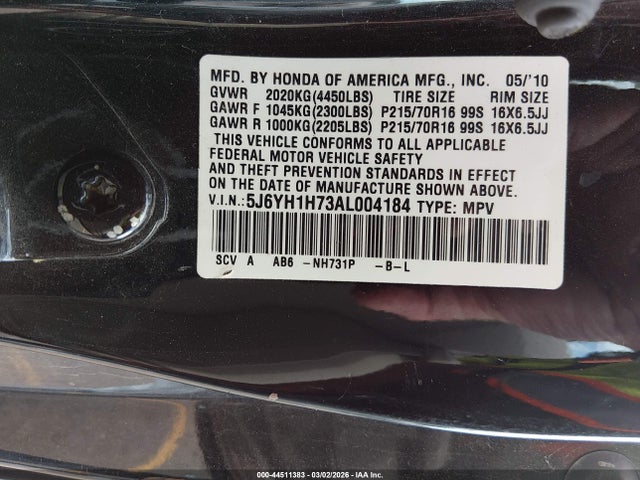 MFD. BY HONDA OF AMERICA MFG., INC. 05/'10
GVWR 2020KG(4450LBS) TIRE SIZE RIM SIZE
GAWR F 1045KG(2300LBS) P215/70R16 99S 16X6.5JJ
GAWR R 1000KG(2205LBS) P215/70R16 99S 16X6.5JJ
THIS VEHICLE CONFORMS TO ALL APPLICABLE
FEDERAL MOTOR VEHICLE SAFETY
AND THEFT PREVENTION STANDARDS IN EFFECT
ON THE DATE OF MANUFACTURE SHOWN ABOVE.
V.I.N.:5J6YH1H73AL004184 TYPE: MPV
SCV A AB6 -NH731P -B-L
000-44511383 - 03/02/2026 - IAA Inc.